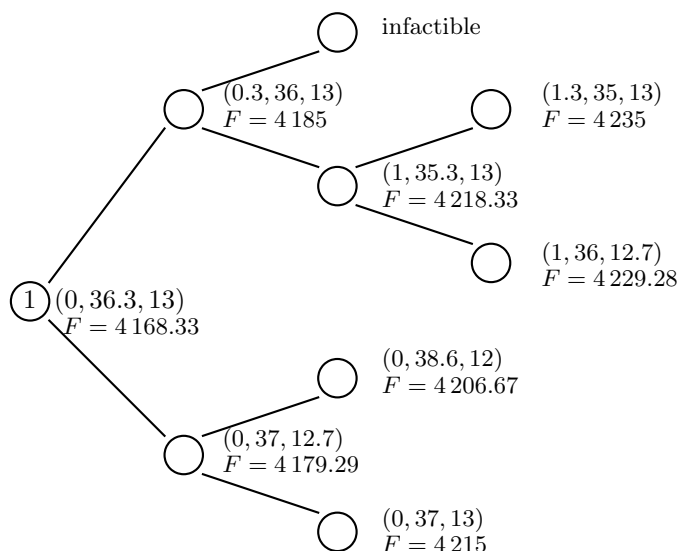 infactible
(0.3, 36, 13)
F = 4 185
(1.3, 35, 13)
F = 4 235
(1, 35.3, 13)
F = 4 218.33
(1, 36, 12.7)
F = 4 229.28
1
(0, 36.3, 13)
F = 4 168.33
(0, 38.6, 12)
F = 4 206.67
(0, 37, 12.7)
F = 4 179.29
(0, 37, 13)
F = 4 215